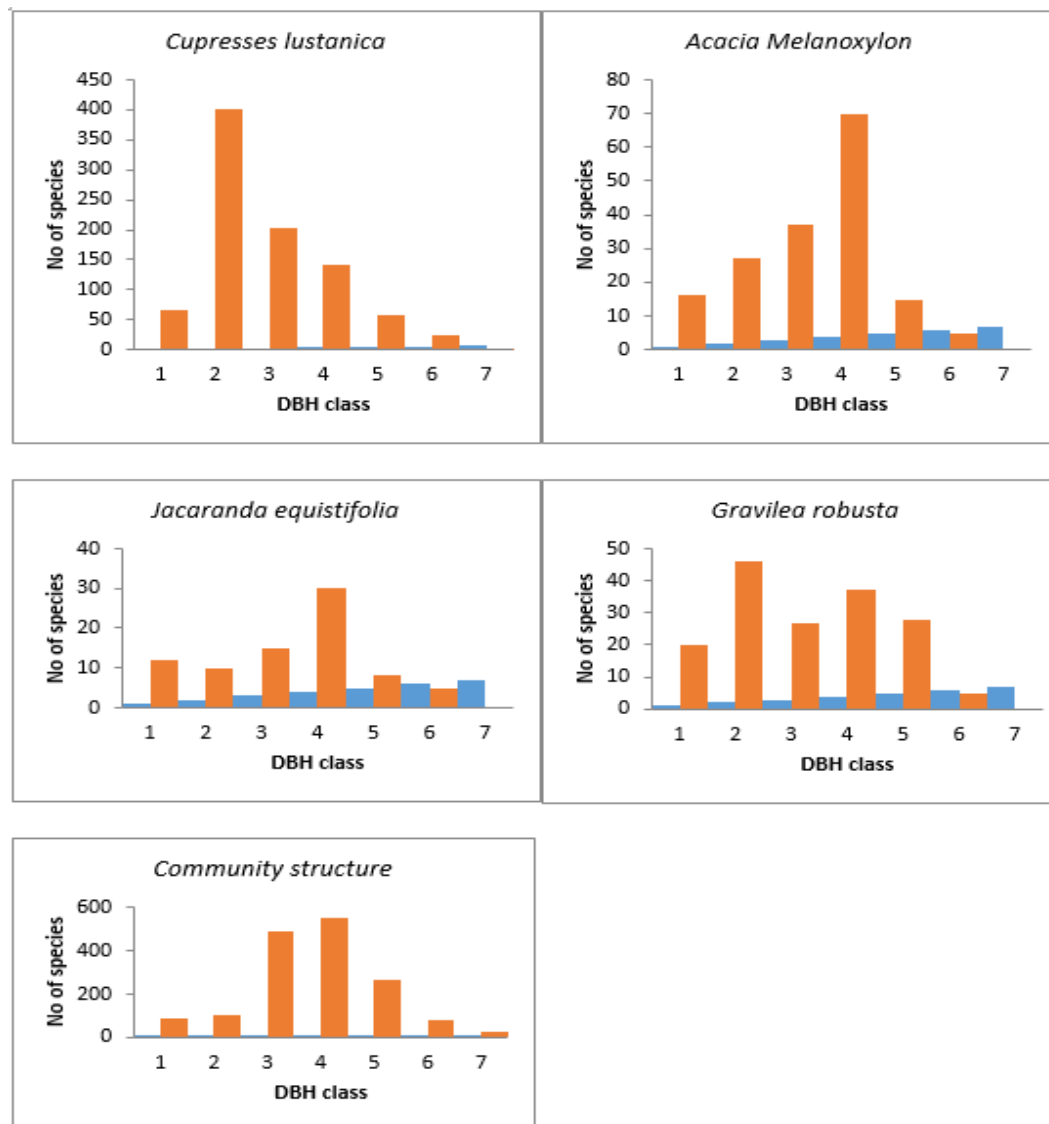 Cupresses lustanica
450
400
350
300
250
200
150
100
50
0
No of species
1 2 3 4 5 6 7
DBH class
Acacia Melanoxylon
80
70
60
50
40
30
20
10
0
No of species
1 2 3 4 5 6 7
DBH class
Jacaranda equistifolia
40
30
20
10
0
No of species
1 2 3 4 5 6 7
DBH class
Gravilea robusta
50
40
30
20
10
0
No of species
1 2 3 4 5 6 7
DBH class
Community structure
600
400
200
0
No of species
1 2 3 4 5 6 7
DBH class